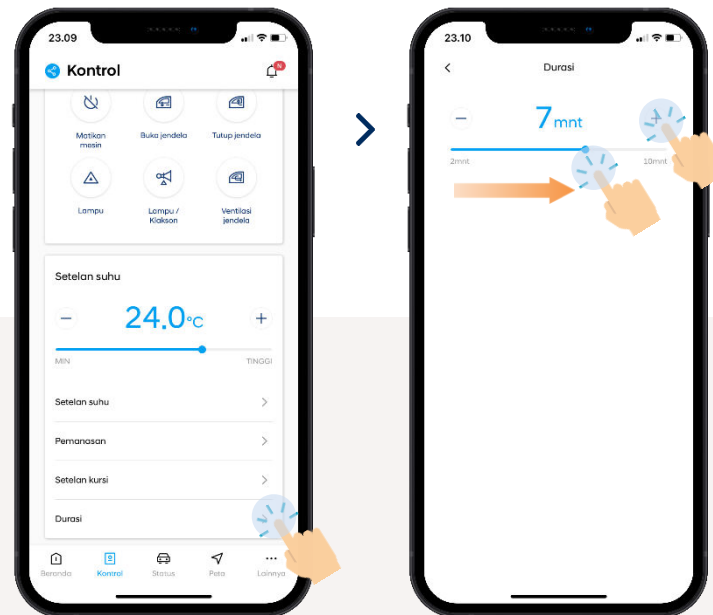 23.09
Kontrol
N
Matikan
mesin
Buka jendela
Tutup jendela
Lampu
Lampu /
Klakson
Ventilasi
jendela
Setelan suhu
24.0°C
MIN
TINGGI
Setelan suhu
Pemanasan
Setelan kursi
Durasi
Beranda
Kontrol
Status
Peta
Lainnya
23.10
Durasi
7mnt
2mnt
10mnt